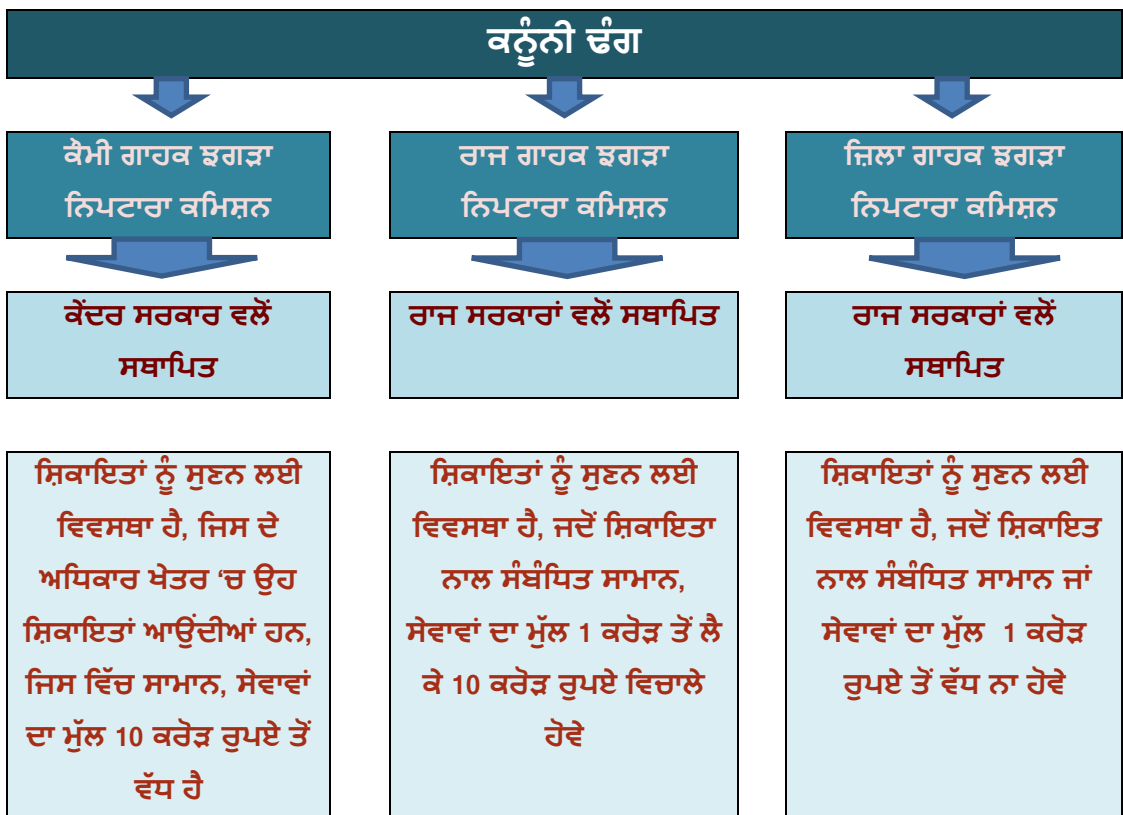 ਕਨੂੰਨੀ ਢੰਗ
ਕੌਮੀ ਗਾਹਕ ਝਗੜਾ
ਨਿਪਟਾਰਾ ਕਮਿਸ਼ਨ
ਕੇਂਦਰ ਸਰਕਾਰ ਵਲੋਂ
ਸਥਾਪਿਤ
ਸ਼ਿਕਾਇਤਾਂ ਨੂੰ ਸੁਣਨ ਲਈ
ਵਿਵਸਥਾ ਹੈ, ਜਿਸ ਦੇ
ਅਧਿਕਾਰ ਖੇਤਰ ‘ਚ ਉਹ
ਸ਼ਿਕਾਇਤਾਂ ਆਉਂਦੀਆਂ ਹਨ,
ਜਿਸ ਵਿੱਚ ਸਾਮਾਨ, ਸੇਵਾਵਾਂ
ਦਾ ਮੁੱਲ 10 ਕਰੋੜ ਰੁਪਏ ਤੋਂ
ਵੱਧ ਹੈ
ਰਾਜ ਗਾਹਕ ਝਗੜਾ
ਨਿਪਟਾਰਾ ਕਮਿਸ਼ਨ
ਰਾਜ ਸਰਕਾਰਾਂ ਵਲੋਂ ਸਥਾਪਿਤ
ਸ਼ਿਕਾਇਤਾਂ ਨੂੰ ਸੁਣਨ ਲਈ
ਵਿਵਸਥਾ ਹੈ, ਜਦੋਂ ਸ਼ਿਕਾਇਤਾ
ਨਾਲ ਸੰਬੰਧਿਤ ਸਾਮਾਨ,
ਸੇਵਾਵਾਂ ਦਾ ਮੁੱਲ 1 ਕਰੋੜ ਤੋਂ ਲੈ
ਕੇ 10 ਕਰੋੜ ਰੁਪਏ ਵਿਚਾਲੇ
ਹੋਵੇ
ਜ਼ਿਲਾ ਗਾਹਕ ਝਗੜਾ
ਨਿਪਟਾਰਾ ਕਮਿਸ਼ਨ
ਰਾਜ ਸਰਕਾਰਾਂ ਵਲੋਂ
ਸਥਾਪਿਤ
ਸ਼ਿਕਾਇਤਾਂ ਨੂੰ ਸੁਣਨ ਲਈ
ਵਿਵਸਥਾ ਹੈ, ਜਦੋਂ ਸ਼ਿਕਾਇਤ
ਨਾਲ ਸੰਬੰਧਿਤ ਸਾਮਾਨ ਜਾਂ
ਸੇਵਾਵਾਂ ਦਾ ਮੁੱਲ 1 ਕਰੋੜ
ਰੁਪਏ ਤੋਂ ਵੱਧ ਨਾ ਹੋਵੇ